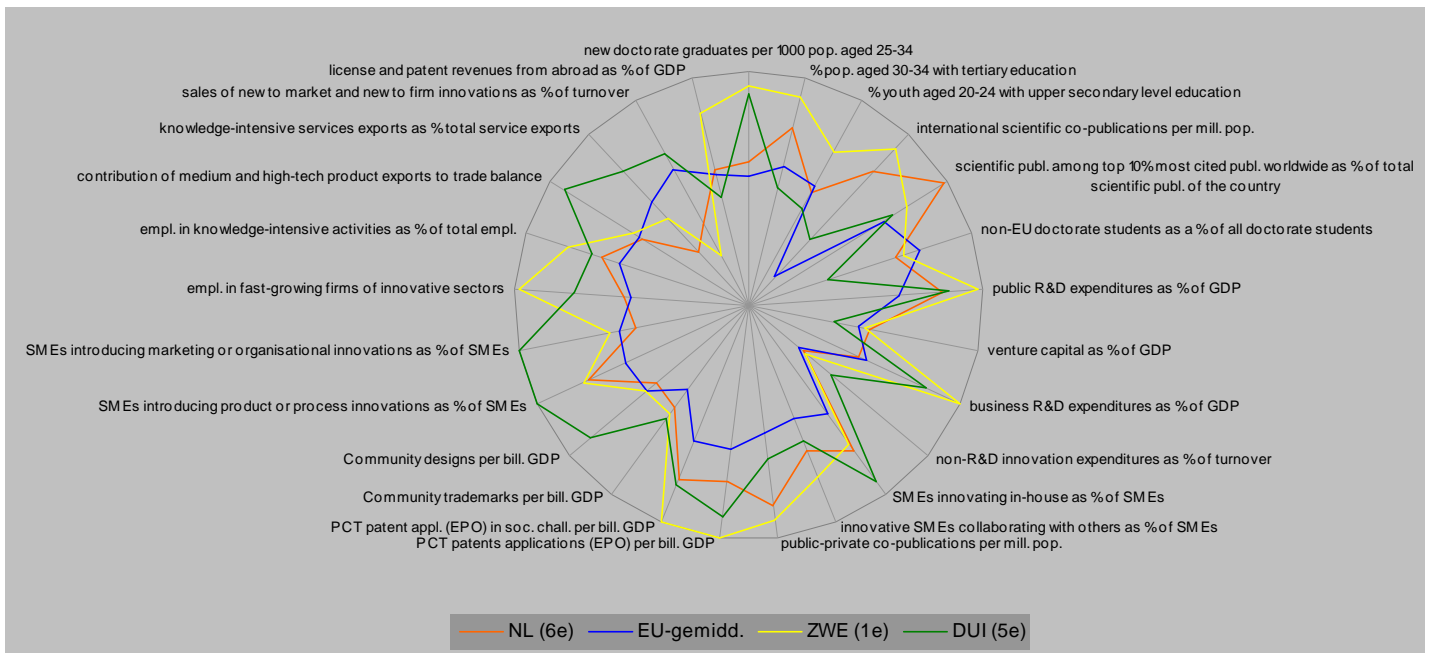 new doctorate graduates per 1000 pop. aged 25-34
license and patent revenues from abroad as % of GDP
% pop. aged 30-34 with tertiary education
sales of new to market and new to firm innovations as % of turnover
% youth aged 20-24 with upper secondary level education
knowledge-intensive services exports as % total service exports
international scientific co-publications per mill. pop.
contribution of medium and high-tech product exports to trade balance
scientific publ. among top 10% most cited publ. worldwide as % of total
scientific publ. of the country
empl. in knowledge-intensive activities as % of total empl.
non-EU doctorate students as a % of all doctorate students
empl. in fast-growing firms of innovative sectors
public R&D expenditures as % of GDP
SMEs introducing marketing or organisational innovations as % of SMEs
venture capital as % of GDP
SMEs introducing product or process innovations as % of SMEs
business R&D expenditures as % of GDP
Community designs per bill. GDP
non-R&D innovation expenditures as % of turnover
Community trademarks per bill. GDP
SMEs innovating in-house as % of SMEs
PCT patent appl. (EPO) in soc. chall. per bill. GDP
innovative SMEs collaborating with others as % of SMEs
PCT patents applications (EPO) per bill. GDP
public-private co-publications per mill. pop.
NL (6e)
EU-gemidd.
ZWE (1e)
DUI (5e)